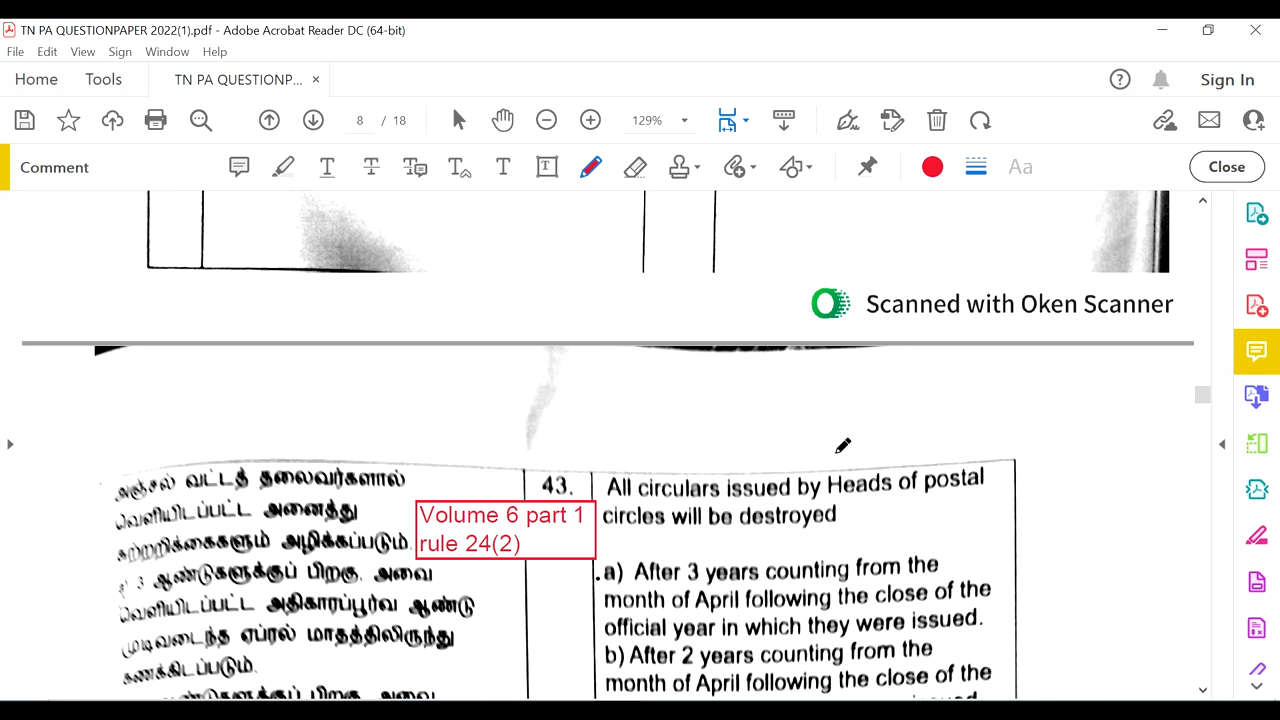 TN PA QUESTIONPAPER 2022(1).pdf - Adobe Acrobat Reader DC (64-bit)
File Edit View Sign Window Help
Home Tools TN PA QUESTIONP... × Sign In
8 / 18 129%
Comment Aa Close
Scanned with Oken Scanner
அஞ்சல் வட்டத் தலைவர்களால்
வெளியிடப்பட்ட அனைத்து
சுற்றறிக்கைகளும் அழிக்கப்படும்.
3 ஆண்டுகளுக்குப் பிறகு, அவை
வெளியிடப்பட்ட அதிகாரப்பூர்வ ஆண்டு
முடிவடைந்த ஏப்ரல் மாதத்திலிருந்து
கணக்கிடப்படும்.
பிறகு, அவை
Volume 6 part 1
rule 24(2)
43. All circulars issued by Heads of postal
circles will be destroyed
a) After 3 years counting from the
month of April following the close of the
official year in which they were issued.
b) After 2 years counting from the
month of April following the close of the